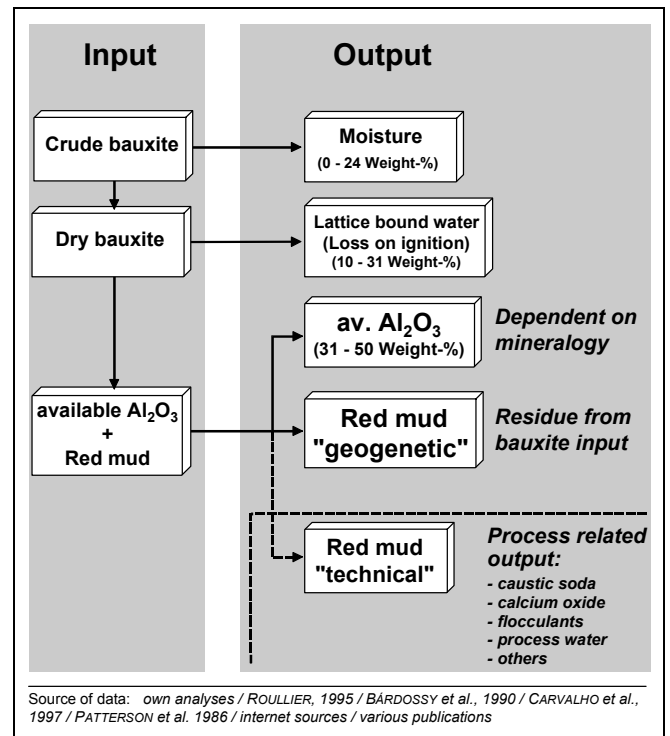 Input
Output
Crude bauxite
Moisture
(0 - 24 Weight-%)
Dry bauxite
Lattice bound water
(Loss on ignition)
(10 - 31 Weight-%)
av. Al₂O₃
(31 - 50 Weight-%)
Dependent on
mineralogy
available Al₂O₃
+
Red mud
Red mud
"geogenetic"
Residue from
bauxite input
Red mud
"technical"
Process related
output:
- caustic soda
- calcium oxide
- flocculants
- process water
- others
Source of data: own analyses / ROULLIER, 1995 / BÁRDOSSY et al., 1990 / CARVALHO et al.,
1997 / PATTERSON et al. 1986 / internet sources / various publications